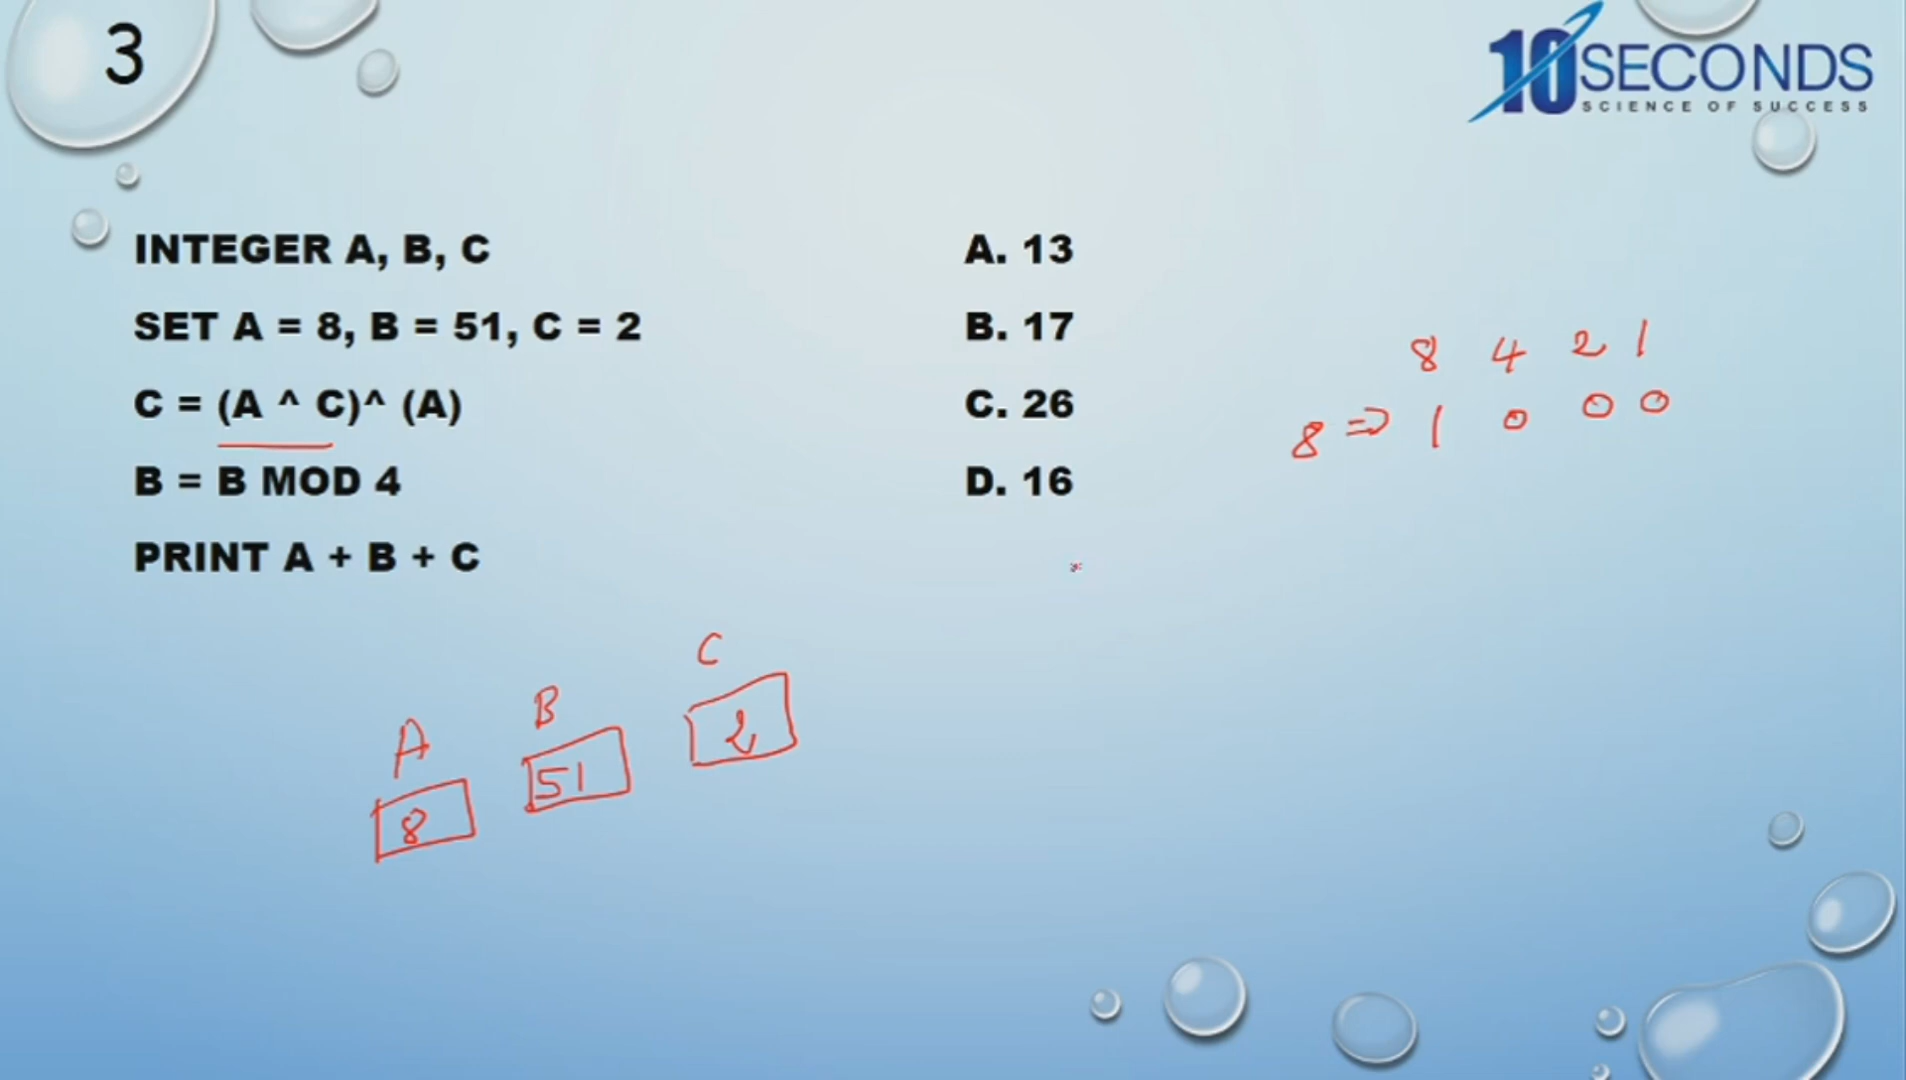 3
10SECONDS
SCIENCE OF SUCCESS
INTEGER A, B, C
SET A = 8, B = 51, C = 2
C = (A ^ C)^ (A)
B = B MOD 4
PRINT A + B + C
A. 13
B. 17
C. 26
D. 16
8 4 2 1
8 ⇒ 1 0 0 0
A B C
8 51 2